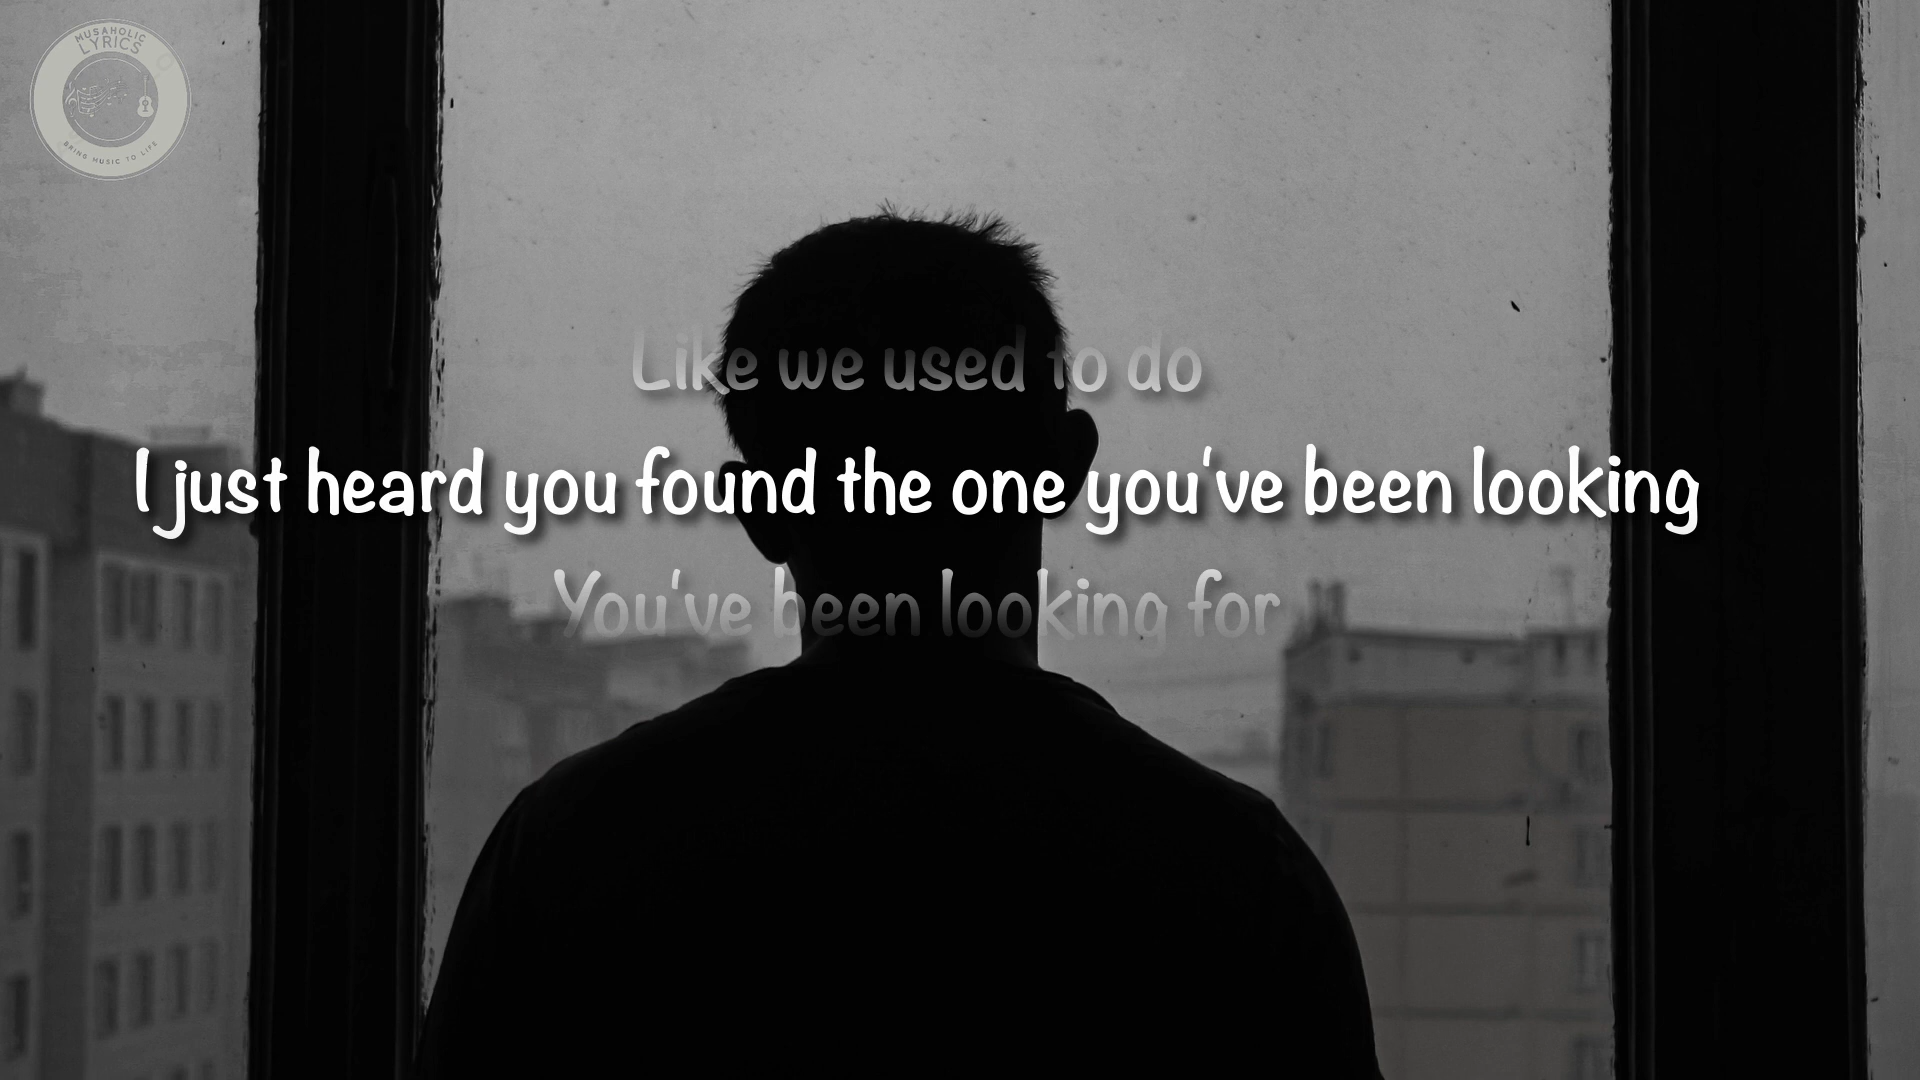 MUSAHOLIC
LYRICS
BRING MUSIC TO LIFE
Like we used to do
I just heard you found the one you've been looking
You've been looking for